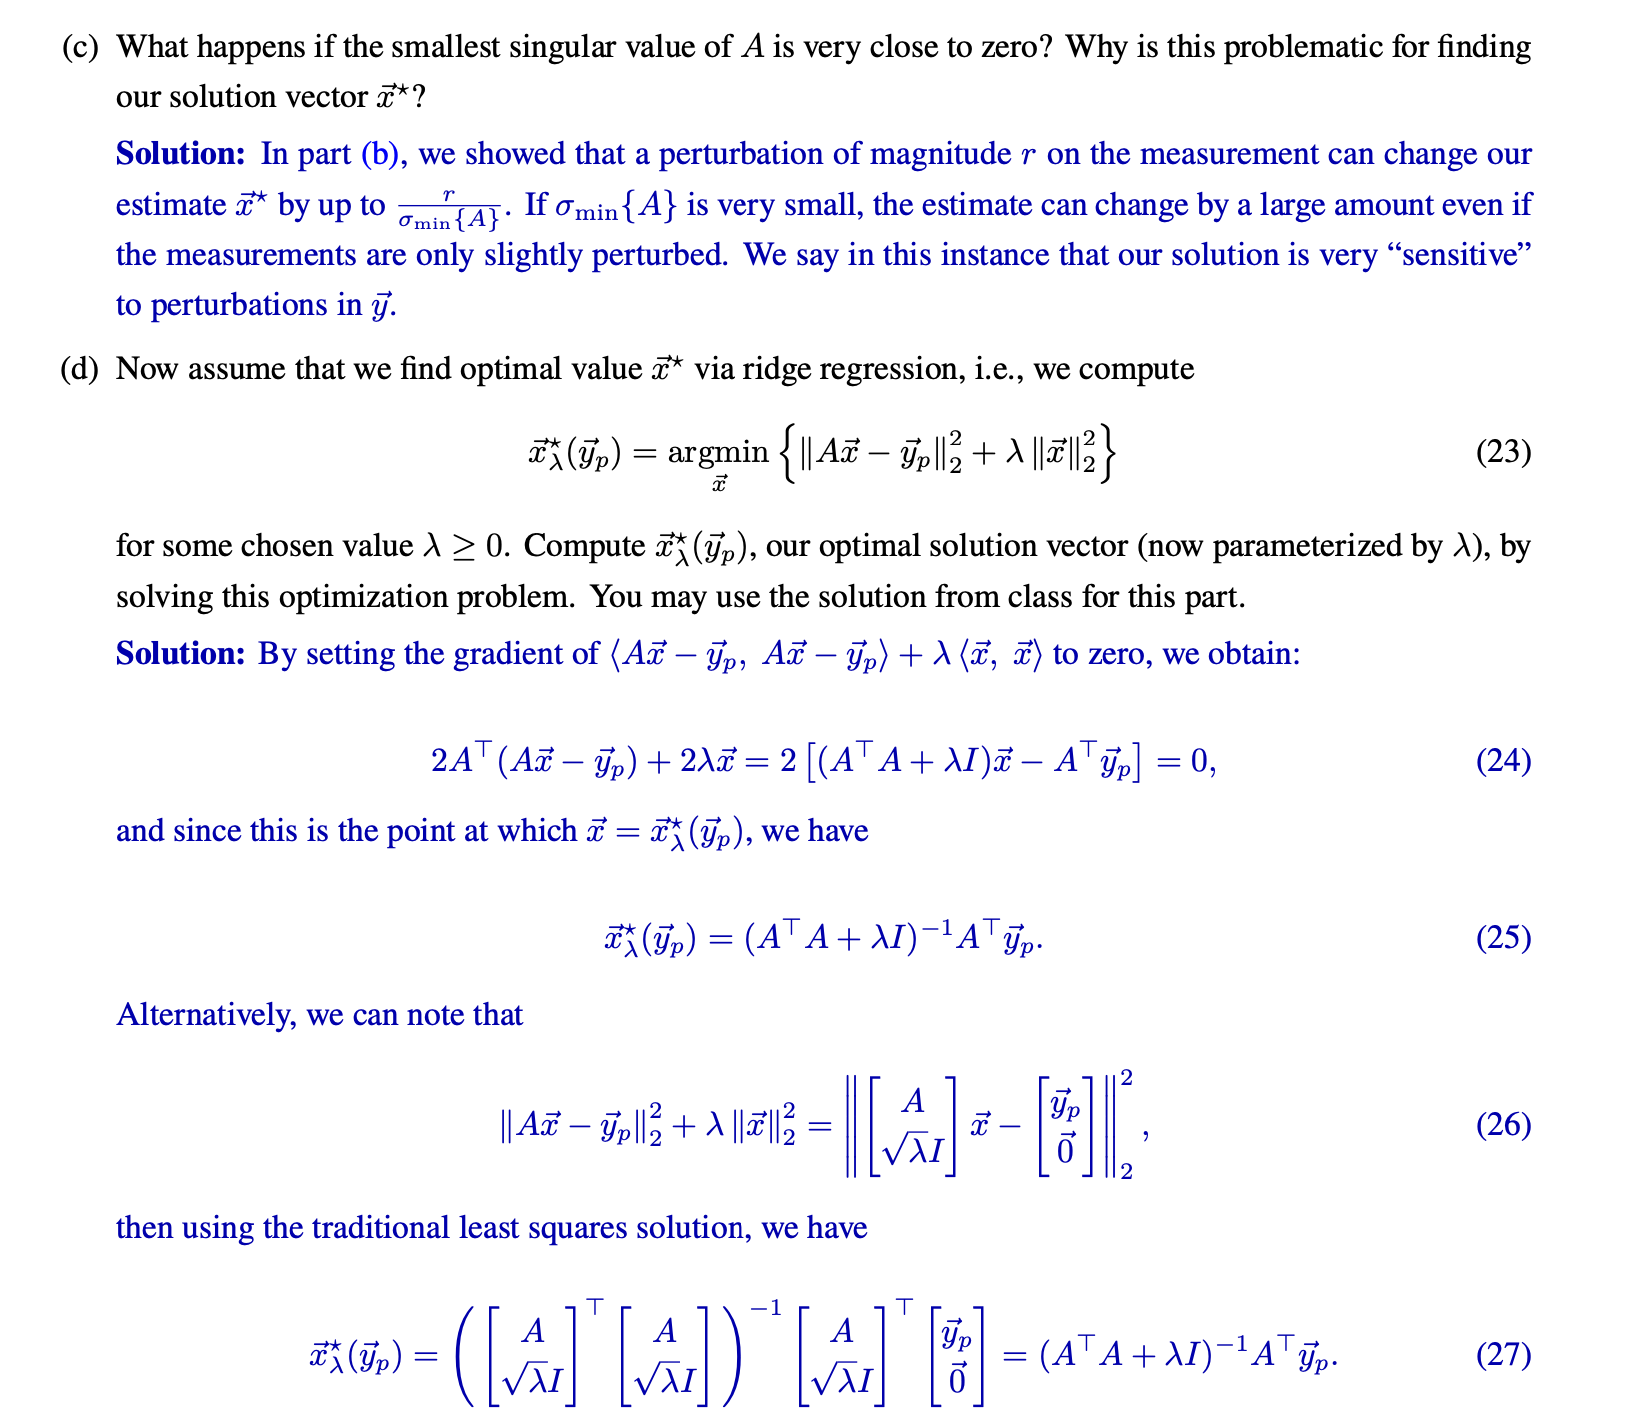 (c) What happens if the smallest singular value of A is very close to zero? Why is this problematic for finding
our solution vector $\vec{x}^\star$?
Solution: In part (b), we showed that a perturbation of magnitude r on the measurement can change our
estimate $\vec{x}^\star$ by up to $\frac{r}{\sigma_{\min}\{A\}}$. If $\sigma_{\min}\{A\}$ is very small, the estimate can change by a large amount even if
the measurements are only slightly perturbed. We say in this instance that our solution is very “sensitive”
to perturbations in $\vec{y}$.
(d) Now assume that we find optimal value $\vec{x}^\star$ via ridge regression, i.e., we compute
$\vec{x}^\star_\lambda(\vec{y}_p) = \underset{\vec{x}}{\operatorname{argmin}} \left\{ \|A\vec{x} - \vec{y}_p\|_2^2 + \lambda \|\vec{x}\|_2^2 \right\}$ (23)
for some chosen value $\lambda \geq 0$. Compute $\vec{x}^\star_\lambda(\vec{y}_p)$, our optimal solution vector (now parameterized by $\lambda$), by
solving this optimization problem. You may use the solution from class for this part.
Solution: By setting the gradient of $\langle A\vec{x} - \vec{y}_p, A\vec{x} - \vec{y}_p \rangle + \lambda \langle \vec{x}, \vec{x} \rangle$ to zero, we obtain:
$2A^\top(A\vec{x} - \vec{y}_p) + 2\lambda\vec{x} = 2\left[(A^\top A + \lambda I)\vec{x} - A^\top \vec{y}_p\right] = 0,$ (24)
and since this is the point at which $\vec{x} = \vec{x}^\star_\lambda(\vec{y}_p)$, we have
$\vec{x}^\star_\lambda(\vec{y}_p) = (A^\top A + \lambda I)^{-1} A^\top \vec{y}_p.$ (25)
Alternatively, we can note that
$\|A\vec{x} - \vec{y}_p\|_2^2 + \lambda \|\vec{x}\|_2^2 = \left\| \begin{bmatrix} A \\ \sqrt{\lambda} I \end{bmatrix} \vec{x} - \begin{bmatrix} \vec{y}_p \\ \vec{0} \end{bmatrix} \right\|_2^2,$ (26)
then using the traditional least squares solution, we have
$\vec{x}^\star_\lambda(\vec{y}_p) = \left( \begin{bmatrix} A \\ \sqrt{\lambda} I \end{bmatrix}^\top \begin{bmatrix} A \\ \sqrt{\lambda} I \end{bmatrix} \right)^{-1} \begin{bmatrix} A \\ \sqrt{\lambda} I \end{bmatrix}^\top \begin{bmatrix} \vec{y}_p \\ \vec{0} \end{bmatrix} = (A^\top A + \lambda I)^{-1} A^\top \vec{y}_p.$ (27)